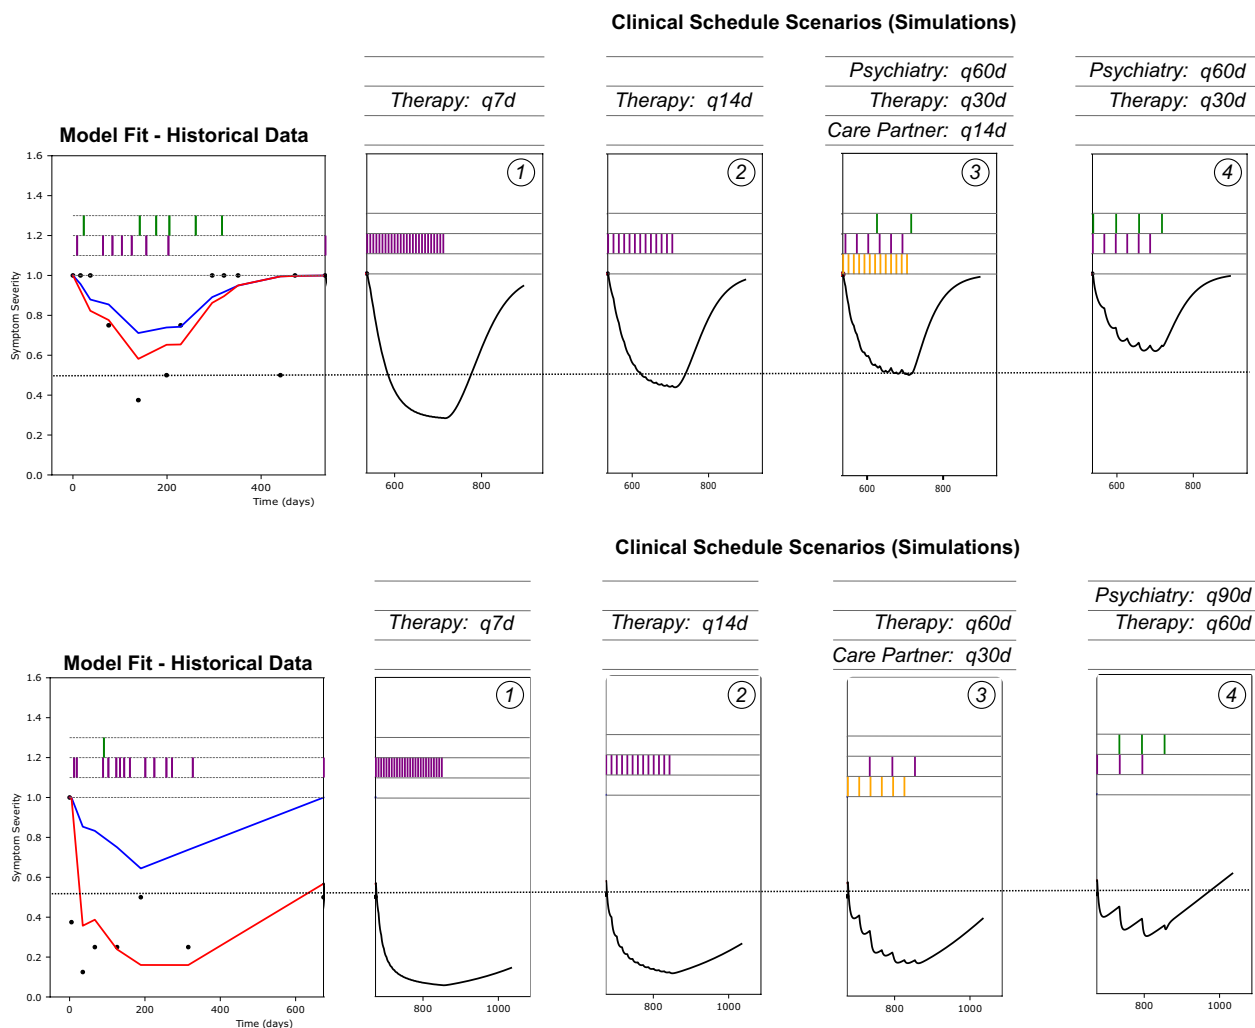 Clinical Schedule Scenarios (Simulations)
Psychiatry: q60d
Psychiatry: q60d
Therapy: q7d
Therapy: q14d
Therapy: q30d
Therapy: q30d
Care Partner: q14d
Model Fit - Historical Data
1.6
1.4
1.2
1.0
0.8
0.6
0.4
0.2
0.0
Symptom Severity
0
200
400
Time (days)
1
600
800
2
600
800
3
600
800
4
600
800
Clinical Schedule Scenarios (Simulations)
Psychiatry: q90d
Therapy: q7d
Therapy: q14d
Therapy: q60d
Therapy: q60d
Care Partner: q30d
Model Fit - Historical Data
1.6
1.4
1.2
1.0
0.8
0.6
0.4
0.2
0.0
Symptom Severity
0
200
400
600
Time (days)
1
800
1000
2
800
1000
3
800
1000
4
800
1000